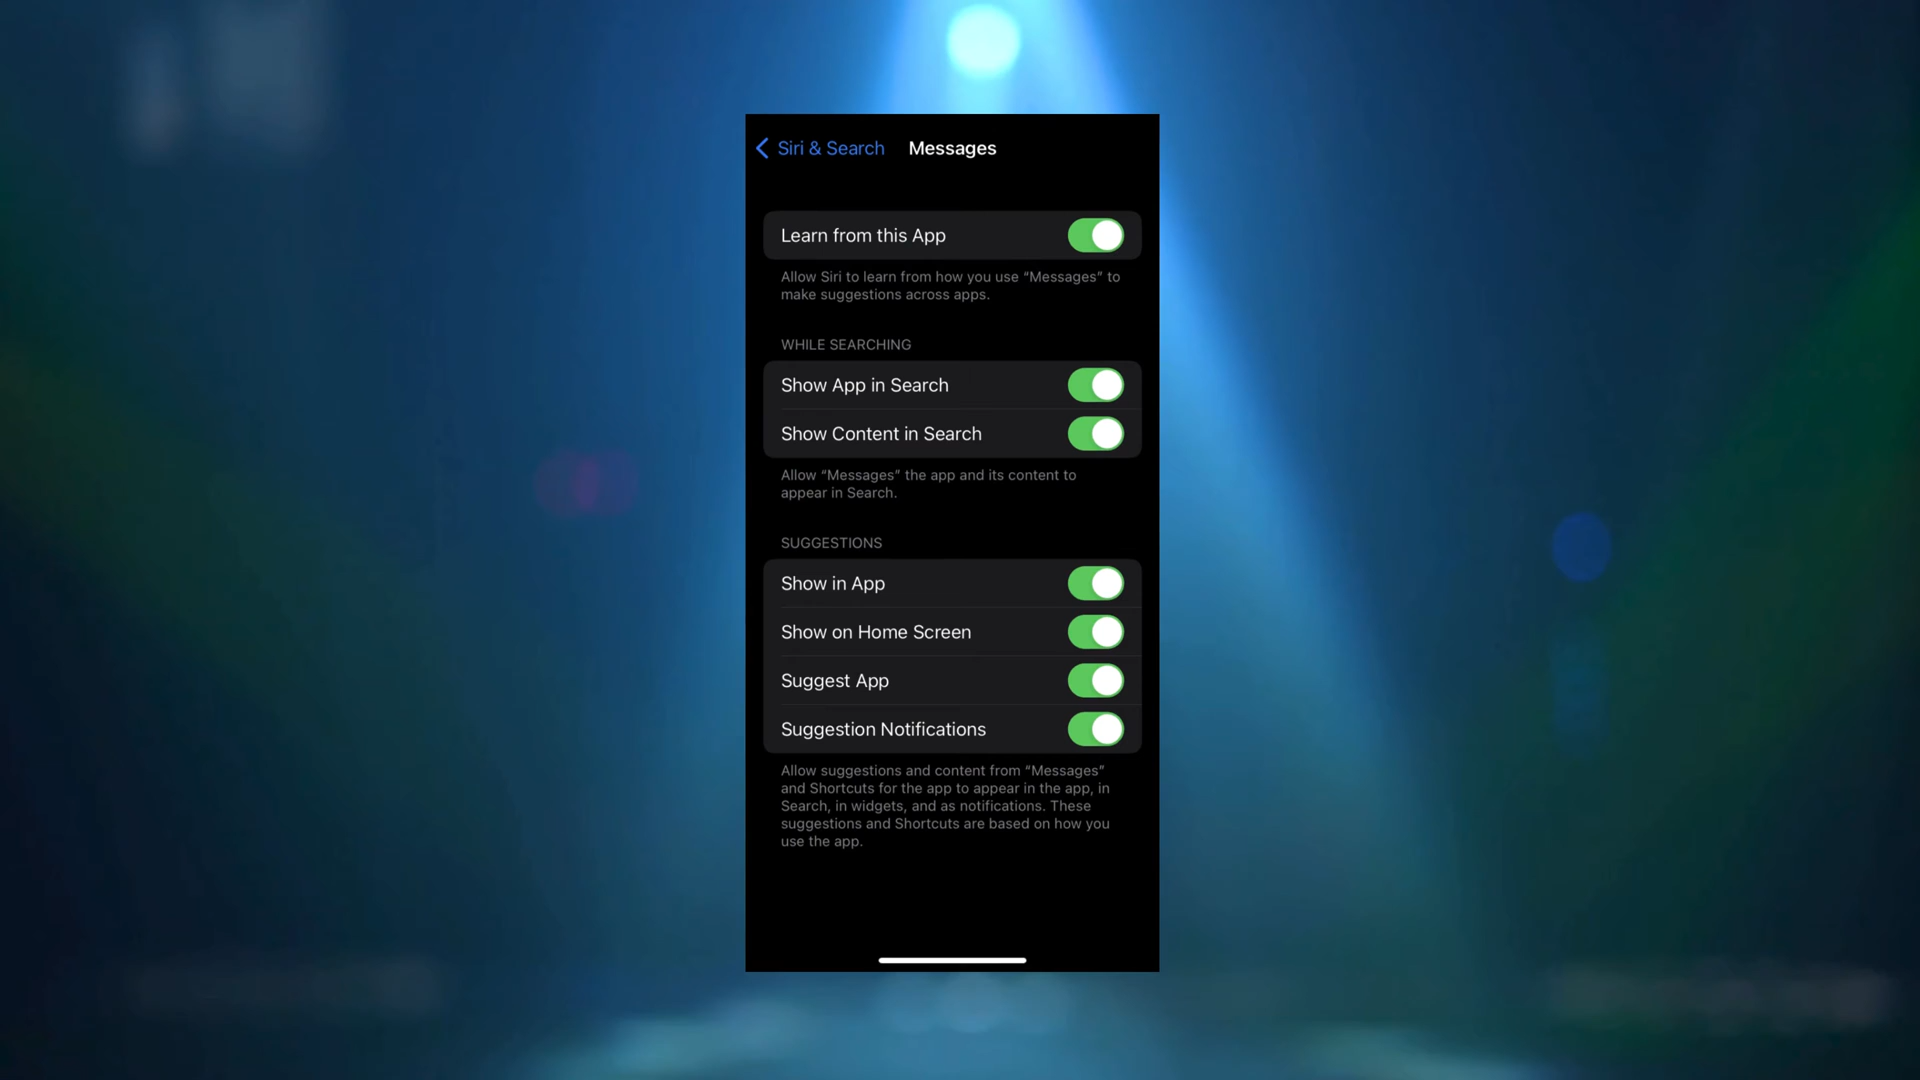 Siri & Search
Messages
Learn from this App
Allow Siri to learn from how you use “Messages” to
make suggestions across apps.
WHILE SEARCHING
Show App in Search
Show Content in Search
Allow “Messages” the app and its content to
appear in Search.
SUGGESTIONS
Show in App
Show on Home Screen
Suggest App
Suggestion Notifications
Allow suggestions and content from “Messages”
and Shortcuts for the app to appear in the app, in
Search, in widgets, and as notifications. These
suggestions and Shortcuts are based on how you
use the app.